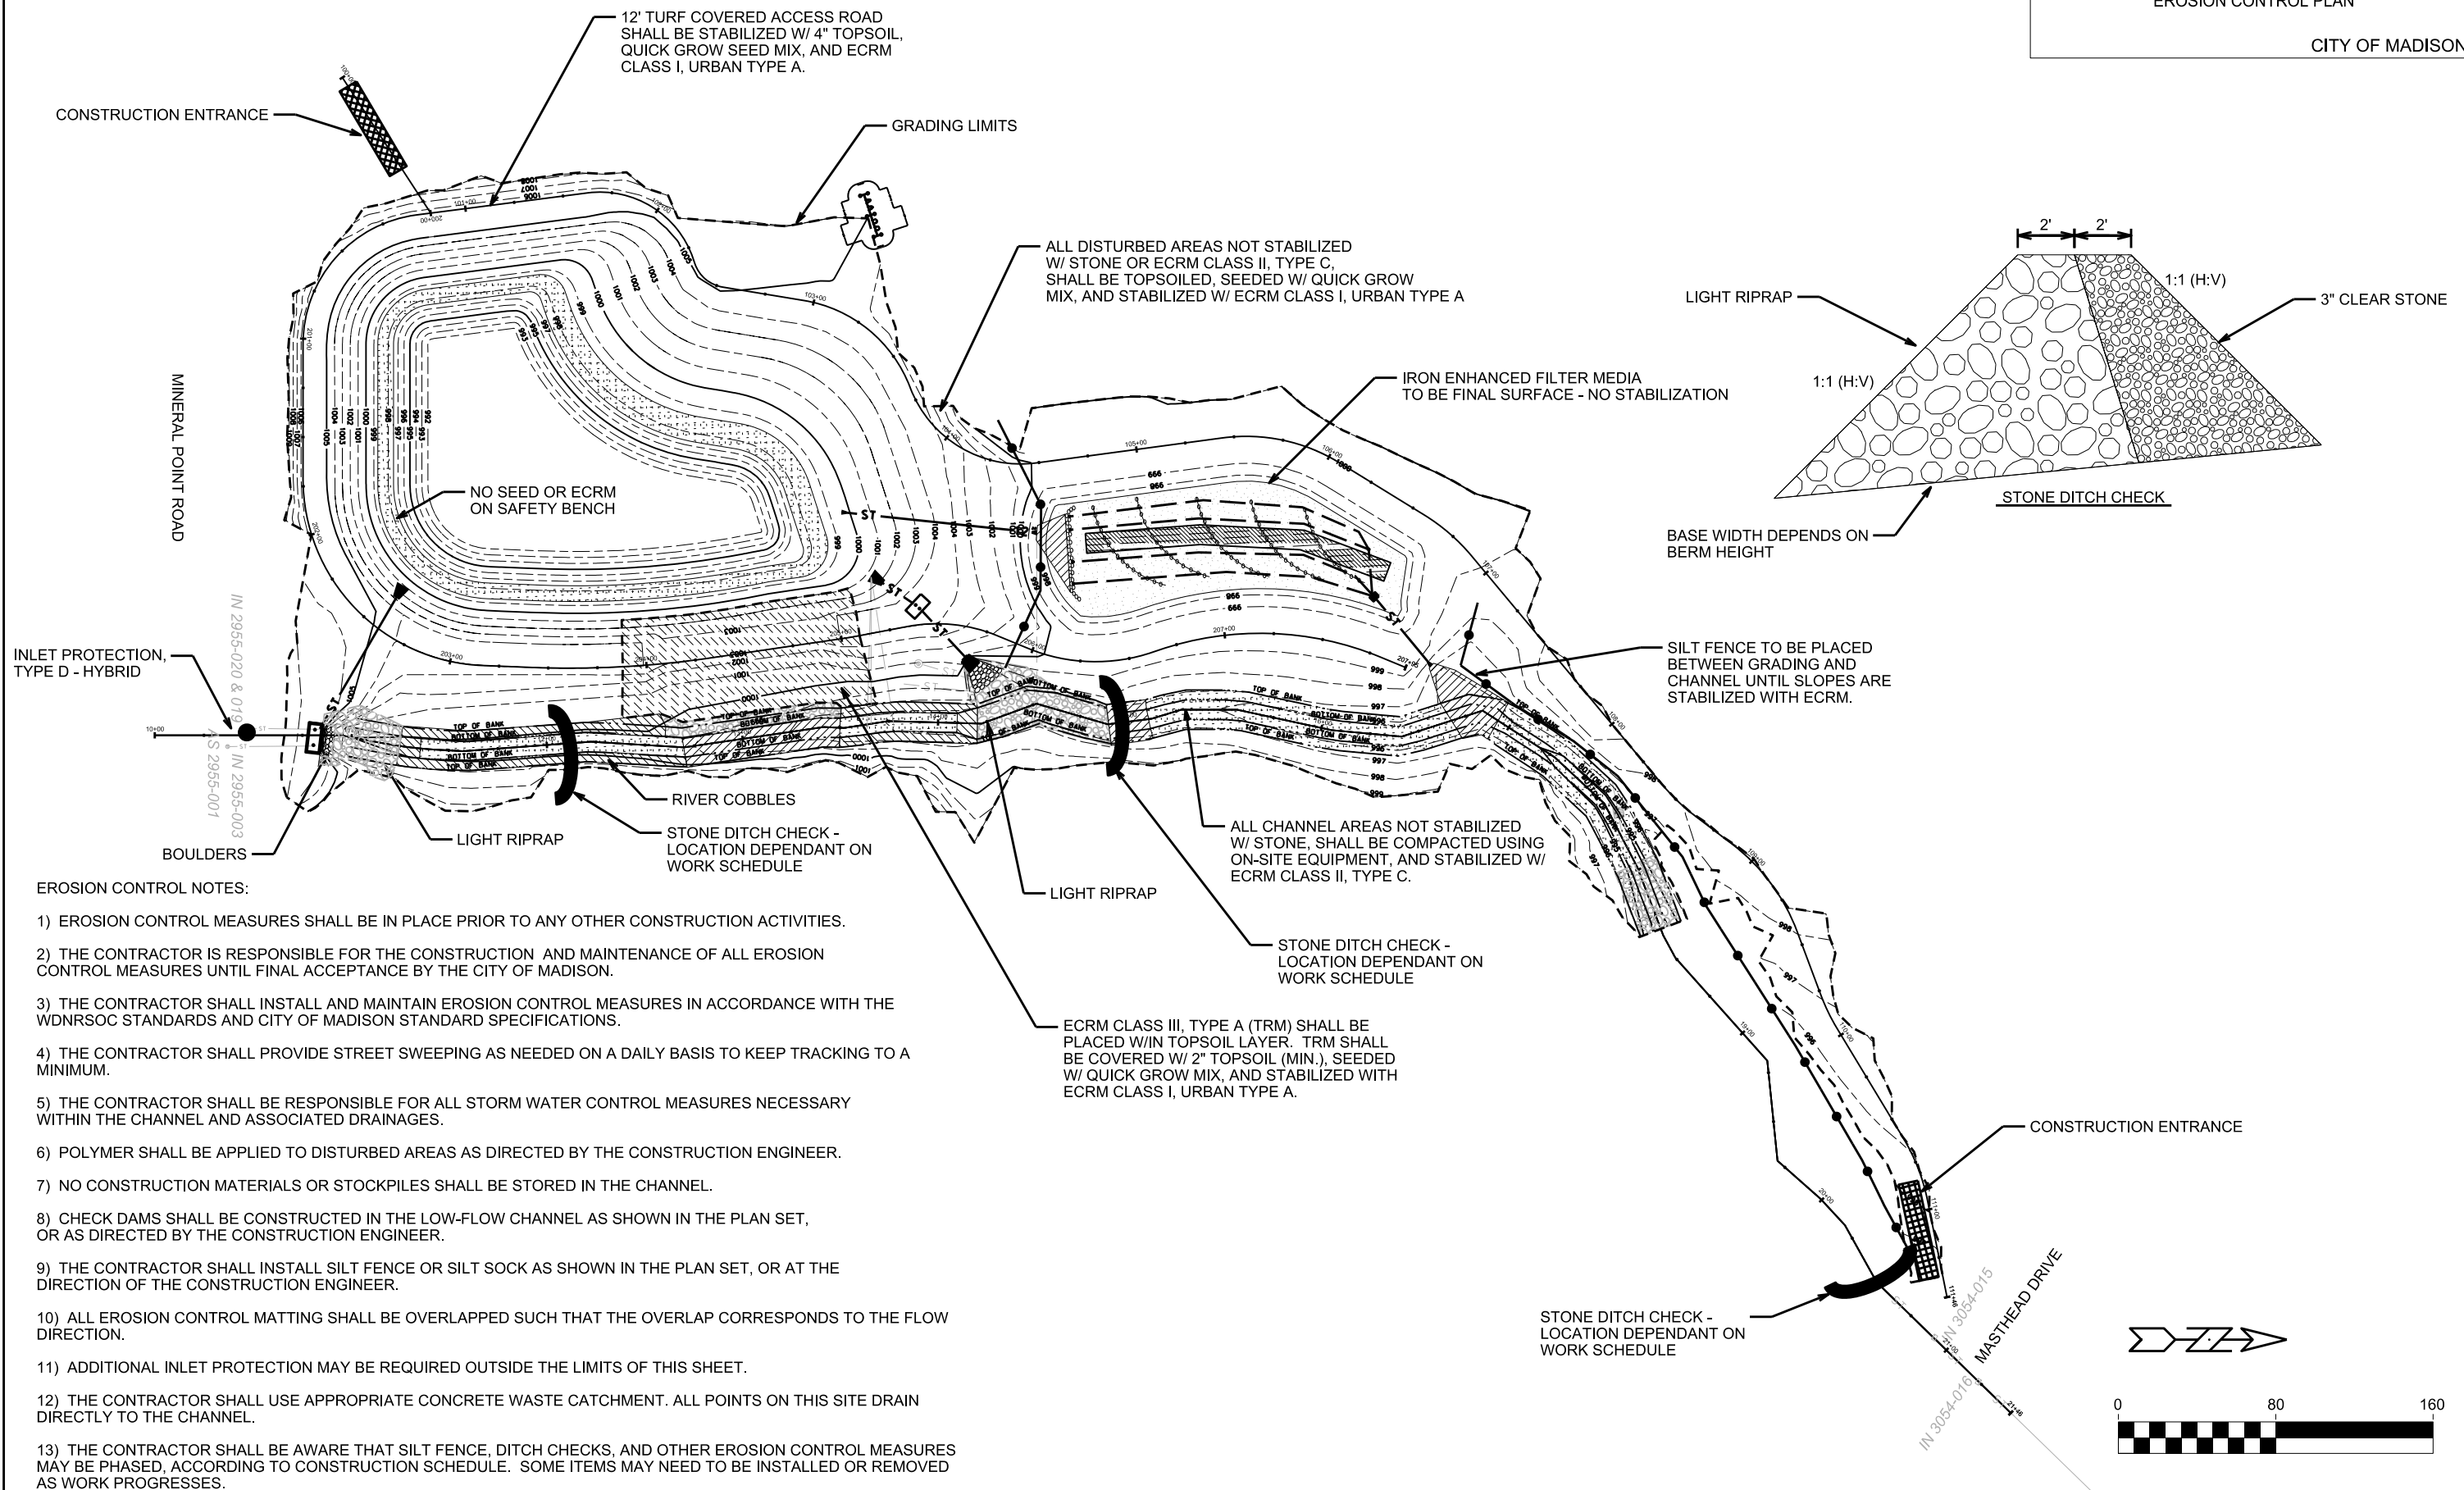 EROSION CONTROL PLAN
CITY OF MADISON
12' TURF COVERED ACCESS ROAD
SHALL BE STABILIZED W/ 4" TOPSOIL,
QUICK GROW SEED MIX, AND ECRM
CLASS I, URBAN TYPE A.
CONSTRUCTION ENTRANCE
GRADING LIMITS
ALL DISTURBED AREAS NOT STABILIZED
W/ STONE OR ECRM CLASS II, TYPE C,
SHALL BE TOPSOILED, SEEDED W/ QUICK GROW
MIX, AND STABILIZED W/ ECRM CLASS I, URBAN TYPE A
2'
2'
1:1 (H:V)
LIGHT RIPRAP
3" CLEAR STONE
1:1 (H:V)
STONE DITCH CHECK
BASE WIDTH DEPENDS ON
BERM HEIGHT
IRON ENHANCED FILTER MEDIA
TO BE FINAL SURFACE - NO STABILIZATION
MINERAL POINT ROAD
NO SEED OR ECRM
ON SAFETY BENCH
INLET PROTECTION,
TYPE D - HYBRID
IN 2955-020 & 019
AS 2955-001
IN 2955-003
SILT FENCE TO BE PLACED
BETWEEN GRADING AND
CHANNEL UNTIL SLOPES ARE
STABILIZED WITH ECRM.
BOULDERS
LIGHT RIPRAP
RIVER COBBLES
STONE DITCH CHECK -
LOCATION DEPENDANT ON
WORK SCHEDULE
ALL CHANNEL AREAS NOT STABILIZED
W/ STONE, SHALL BE COMPACTED USING
ON-SITE EQUIPMENT, AND STABILIZED W/
ECRM CLASS II, TYPE C.
LIGHT RIPRAP
STONE DITCH CHECK -
LOCATION DEPENDANT ON
WORK SCHEDULE
ECRM CLASS III, TYPE A (TRM) SHALL BE
PLACED W/IN TOPSOIL LAYER. TRM SHALL
BE COVERED W/ 2" TOPSOIL (MIN.), SEEDED
W/ QUICK GROW MIX, AND STABILIZED WITH
ECRM CLASS I, URBAN TYPE A.
TOP OF BANK
BOTTOM OF BANK
BOTTOM OF BANK
TOP OF BANK
EROSION CONTROL NOTES:
1) EROSION CONTROL MEASURES SHALL BE IN PLACE PRIOR TO ANY OTHER CONSTRUCTION ACTIVITIES.
2) THE CONTRACTOR IS RESPONSIBLE FOR THE CONSTRUCTION AND MAINTENANCE OF ALL EROSION
CONTROL MEASURES UNTIL FINAL ACCEPTANCE BY THE CITY OF MADISON.
3) THE CONTRACTOR SHALL INSTALL AND MAINTAIN EROSION CONTROL MEASURES IN ACCORDANCE WITH THE
WDNRSOC STANDARDS AND CITY OF MADISON STANDARD SPECIFICATIONS.
4) THE CONTRACTOR SHALL PROVIDE STREET SWEEPING AS NEEDED ON A DAILY BASIS TO KEEP TRACKING TO A
MINIMUM.
5) THE CONTRACTOR SHALL BE RESPONSIBLE FOR ALL STORM WATER CONTROL MEASURES NECESSARY
WITHIN THE CHANNEL AND ASSOCIATED DRAINAGES.
6) POLYMER SHALL BE APPLIED TO DISTURBED AREAS AS DIRECTED BY THE CONSTRUCTION ENGINEER.
7) NO CONSTRUCTION MATERIALS OR STOCKPILES SHALL BE STORED IN THE CHANNEL.
8) CHECK DAMS SHALL BE CONSTRUCTED IN THE LOW-FLOW CHANNEL AS SHOWN IN THE PLAN SET,
OR AS DIRECTED BY THE CONSTRUCTION ENGINEER.
9) THE CONTRACTOR SHALL INSTALL SILT FENCE OR SILT SOCK AS SHOWN IN THE PLAN SET, OR AT THE
DIRECTION OF THE CONSTRUCTION ENGINEER.
10) ALL EROSION CONTROL MATTING SHALL BE OVERLAPPED SUCH THAT THE OVERLAP CORRESPONDS TO THE FLOW
DIRECTION.
11) ADDITIONAL INLET PROTECTION MAY BE REQUIRED OUTSIDE THE LIMITS OF THIS SHEET.
12) THE CONTRACTOR SHALL USE APPROPRIATE CONCRETE WASTE CATCHMENT. ALL POINTS ON THIS SITE DRAIN
DIRECTLY TO THE CHANNEL.
13) THE CONTRACTOR SHALL BE AWARE THAT SILT FENCE, DITCH CHECKS, AND OTHER EROSION CONTROL MEASURES
MAY BE PHASED, ACCORDING TO CONSTRUCTION SCHEDULE. SOME ITEMS MAY NEED TO BE INSTALLED OR REMOVED
AS WORK PROGRESSES.
CONSTRUCTION ENTRANCE
STONE DITCH CHECK -
LOCATION DEPENDANT ON
WORK SCHEDULE
IN 3054-015
MASTHEAD DRIVE
IN 3054-016
Z
0 80 160